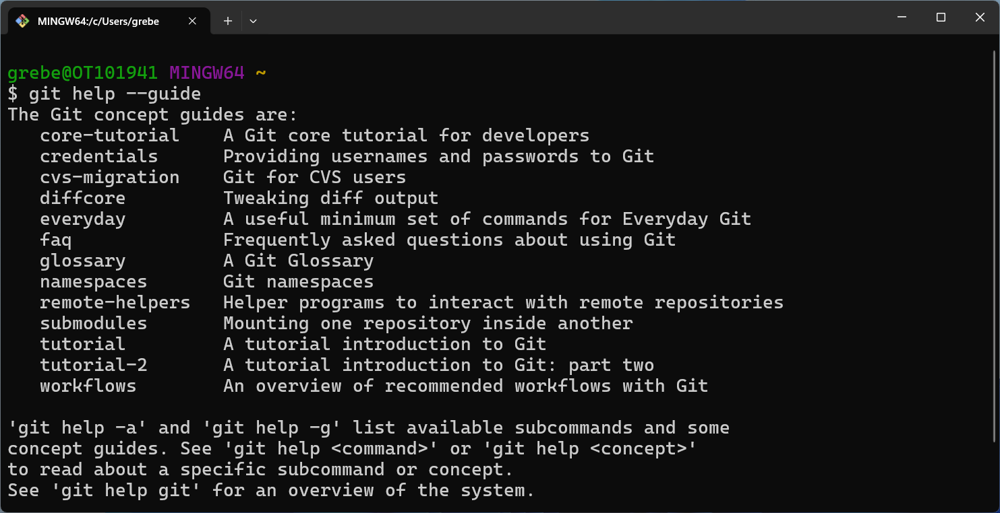 MINGW64:/c/Users/grebe
grebe@OT101941 MINGW64 ~
$ git help --guide
The Git concept guides are:
   core-tutorial    A Git core tutorial for developers
   credentials      Providing usernames and passwords to Git
   cvs-migration    Git for CVS users
   diffcore         Tweaking diff output
   everyday         A useful minimum set of commands for Everyday Git
   faq              Frequently asked questions about using Git
   glossary         A Git Glossary
   namespaces       Git namespaces
   remote-helpers   Helper programs to interact with remote repositories
   submodules       Mounting one repository inside another
   tutorial         A tutorial introduction to Git
   tutorial-2       A tutorial introduction to Git: part two
   workflows        An overview of recommended workflows with Git

'git help -a' and 'git help -g' list available subcommands and some
concept guides. See 'git help <command>' or 'git help <concept>'
to read about a specific subcommand or concept.
See 'git help git' for an overview of the system.